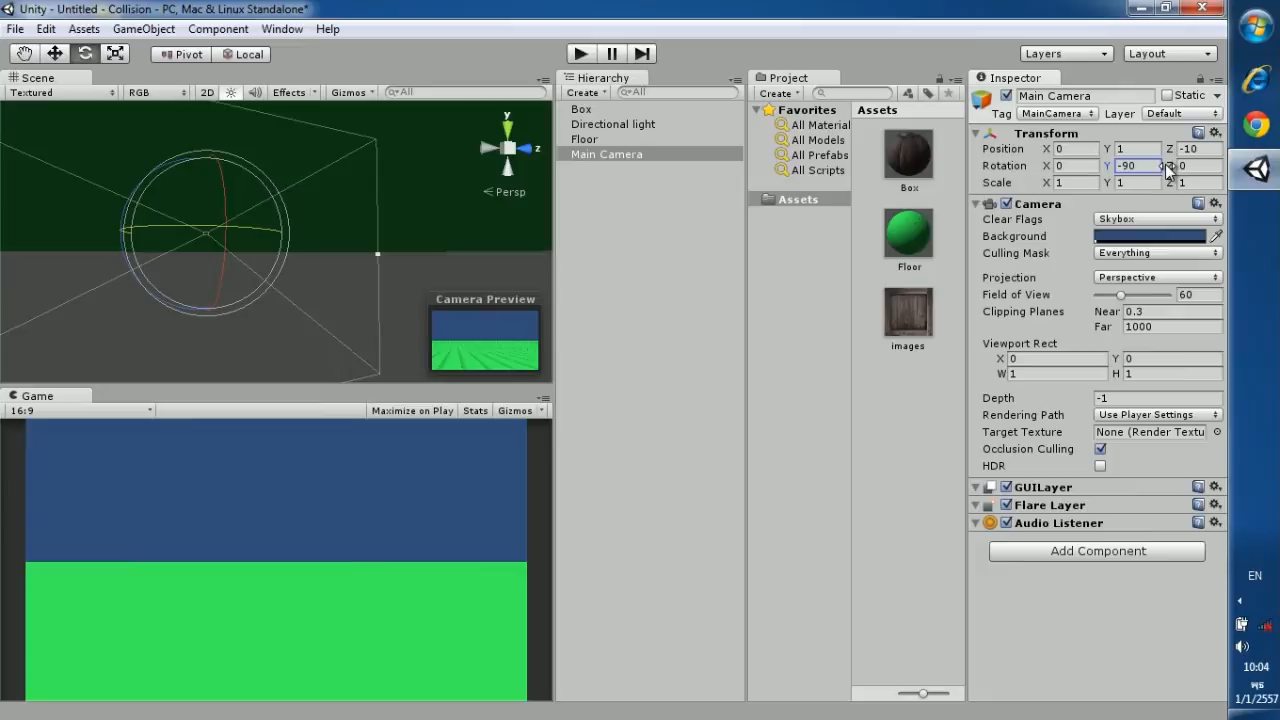 Unity - Untitled - Collision - PC, Mac & Linux Standalone*
File Edit Assets GameObject Component Window Help
Pivot Local Layers Layout
Scene
Textured RGB 2D Effects Gizmos All
y
z
Persp
Camera Preview
Game
16:9 Maximize on Play Stats Gizmos
Hierarchy
Create All
Box
Directional light
Floor
Main Camera
Project
Create
Favorites
All Material
All Models
All Prefabs
All Scripts
Assets
Assets
Box
Floor
images
Inspector
Main Camera Static
Tag MainCamera Layer Default
Transform
Position X 0 Y 1 Z -10
Rotation X 0 Y -90 Z 0
Scale X 1 Y 1 Z 1
Camera
Clear Flags Skybox
Background
Culling Mask Everything
Projection Perspective
Field of View 60
Clipping Planes Near 0.3
Far 1000
Viewport Rect
X 0 Y 0
W 1 H 1
Depth -1
Rendering Path Use Player Settings
Target Texture None (Render Textu
Occlusion Culling
HDR
GUILayer
Flare Layer
Audio Listener
Add Component
EN
10:04
พุธ
1/1/2557